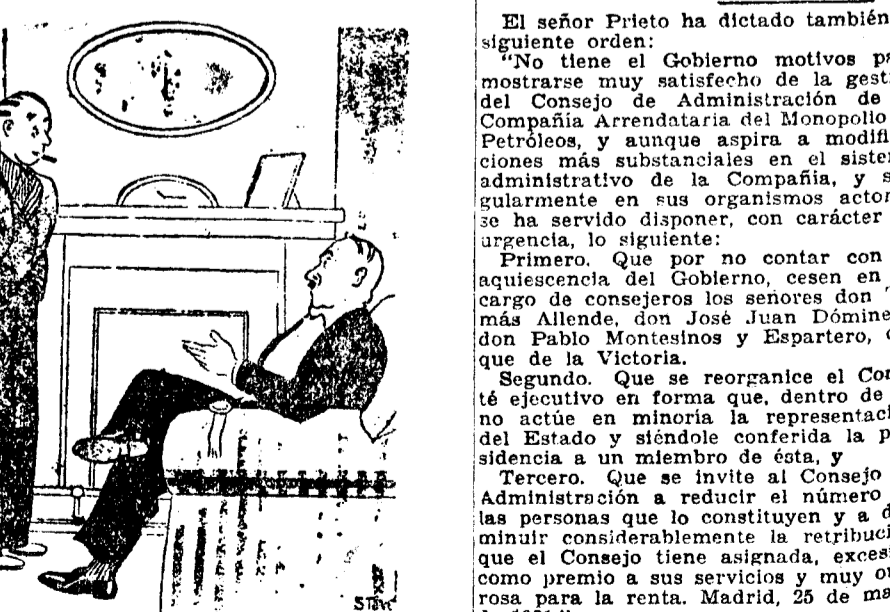 El señor Prieto ha dictado también
siguiente orden:
"No tiene el Gobierno motivos pa
mostrarse muy satisfecho de la gesti
del Consejo de Administración de
Compañía Arrendataria del Monopolio
Petróleos, y aunque aspira a modifi
ciones más substanciales en el siste
administrativo de la Compañía, y s
gularmente en sus organismos actor
se ha servido disponer, con carácter
urgencia, lo siguiente:
Primero. Que por no contar con
aquiescencia del Gobierno, cesen en
cargo de consejeros los señores don
más Allende, don José Juan Dómine
don Pablo Montesinos y Espartero,
que de la Victoria.
Segundo. Que se reorganice el Com
té ejecutivo en forma que, dentro de
no actúe en minoría la representaci
del Estado y siéndole conferida la p
sidencia a un miembro de ésta, y
Tercero. Que se invite al Consejo
Administración a reducir el número
las personas que lo constituyen y a d
minuir considerablemente la retribuci
que el Consejo tiene asignada, exces
como premio a sus servicios y muy o
rosa para la renta. Madrid, 25 de ma